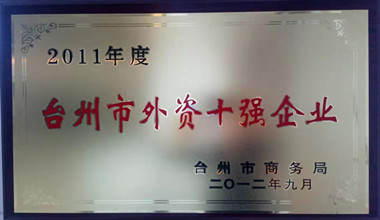 2011年度
台州市外资十强企业
台州市商务局
二〇一二年九月